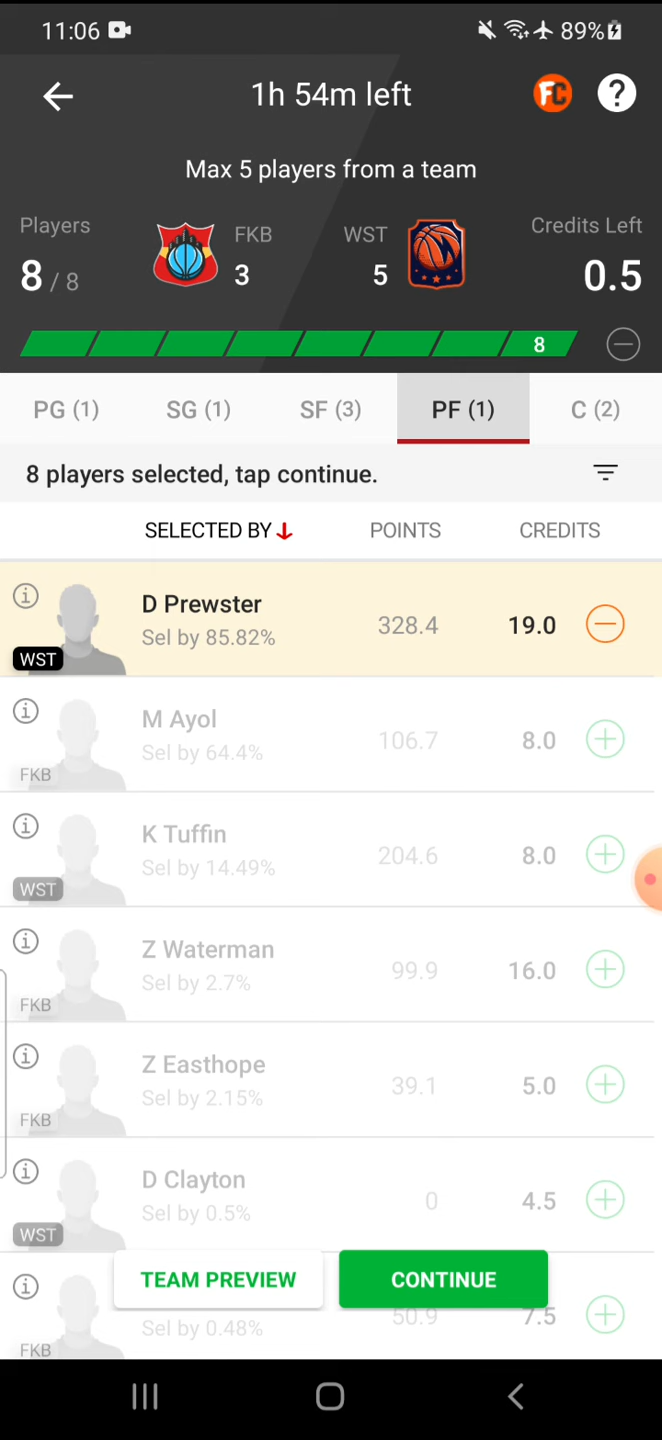 11:06 89%
1h 54m left FC ?
Max 5 players from a team
Players FKB WST Credits Left
8 / 8 3 5 0.5
8
PG (1) SG (1) SF (3) PF (1) C (2)
8 players selected, tap continue.
SELECTED BY POINTS CREDITS
D Prewster
Sel by 85.82% 328.4 19.0
WST
M Ayol
Sel by 64.4% 106.7 8.0
FKB
K Tuffin
Sel by 14.49% 204.6 8.0
WST
Z Waterman
Sel by 2.7% 99.9 16.0
FKB
Z Easthope
Sel by 2.15% 39.1 5.0
FKB
D Clayton
Sel by 0.5% 0 4.5
WST
TEAM PREVIEW CONTINUE
Sel by 0.48% 50.9 7.5
FKB